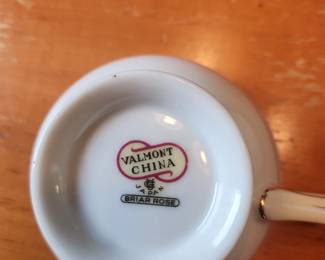 VALMONT
CHINA
JAPAN
BRIAR ROSE